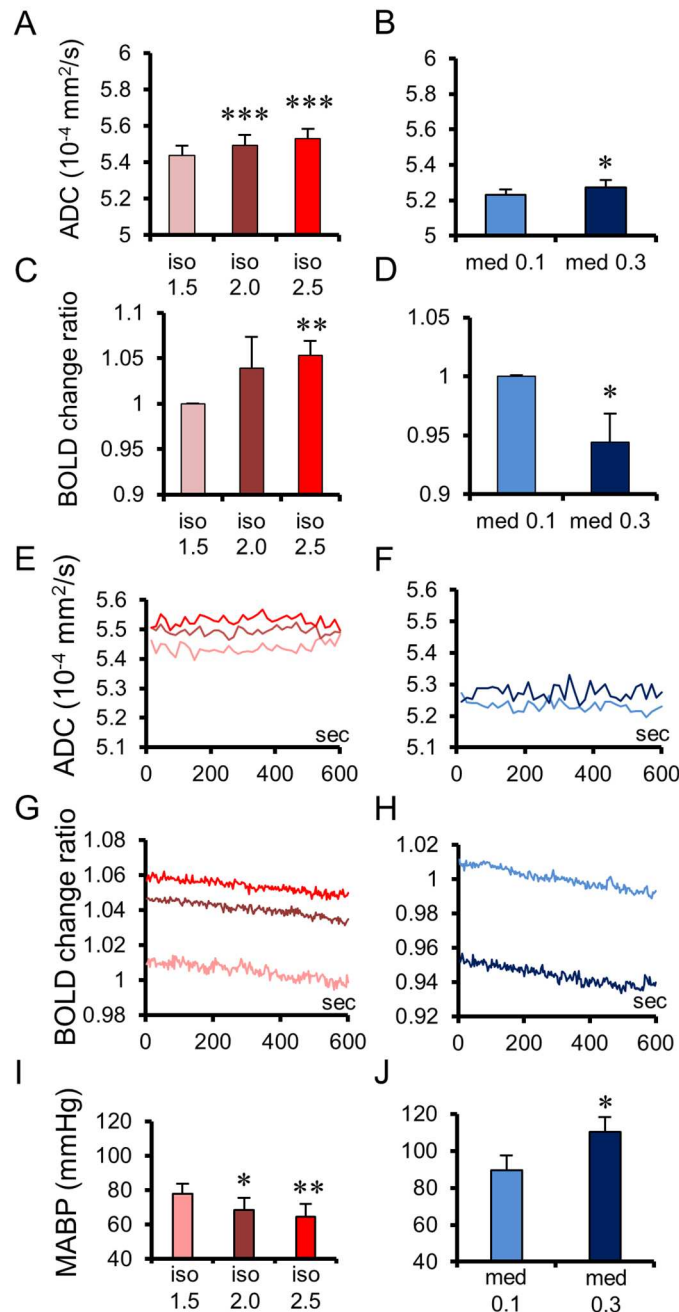 A
ADC (10⁻⁴ mm²/s)
6
5.8
5.6
5.4
5.2
5
***
***
iso
1.5
iso
2.0
iso
2.5
B
6
5.8
5.6
5.4
5.2
5
*
med 0.1
med 0.3
C
BOLD change ratio
1.1
1.05
1
0.95
0.9
**
iso
1.5
iso
2.0
iso
2.5
D
1.05
1
0.95
0.9
*
med 0.1
med 0.3
E
ADC (10⁻⁴ mm²/s)
5.6
5.5
5.4
5.3
5.2
5.1
sec
0
200
400
600
F
5.6
5.5
5.4
5.3
5.2
5.1
sec
0
200
400
600
G
BOLD change ratio
1.06
1.04
1.02
1
0.98
sec
0
200
400
600
H
1.02
1
0.98
0.96
0.94
0.92
sec
0
200
400
600
I
MABP (mmHg)
120
100
80
60
40
*
**
iso
1.5
iso
2.0
iso
2.5
J
120
100
80
60
40
*
med
0.1
med
0.3